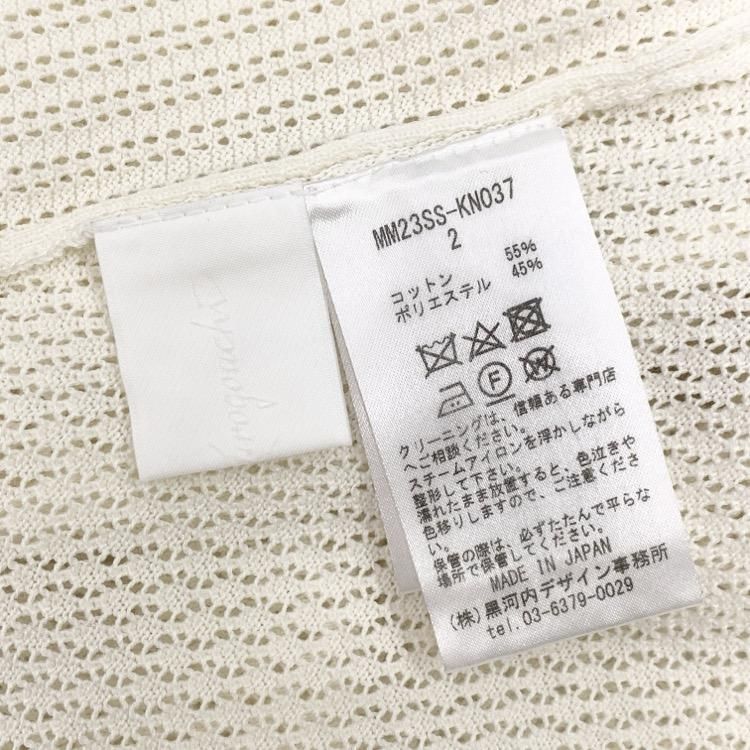 MM23SS-KN037
2
コットン 55%
ポリエステル 45%
F
W
クリーニングは、信頼ある専門店
へご相談ください。
スチームアイロンを浮かしながら
整形して下さい。
濡れたまま放置すると、色泣きや
色移りしますので、ご注意くださ
い。
保管の際は、必ずたたんで平らな
場所で保管してください。
MADE IN JAPAN
(株)黒河内デザイン事務所
tel.03-6379-0029
Kurogouchi